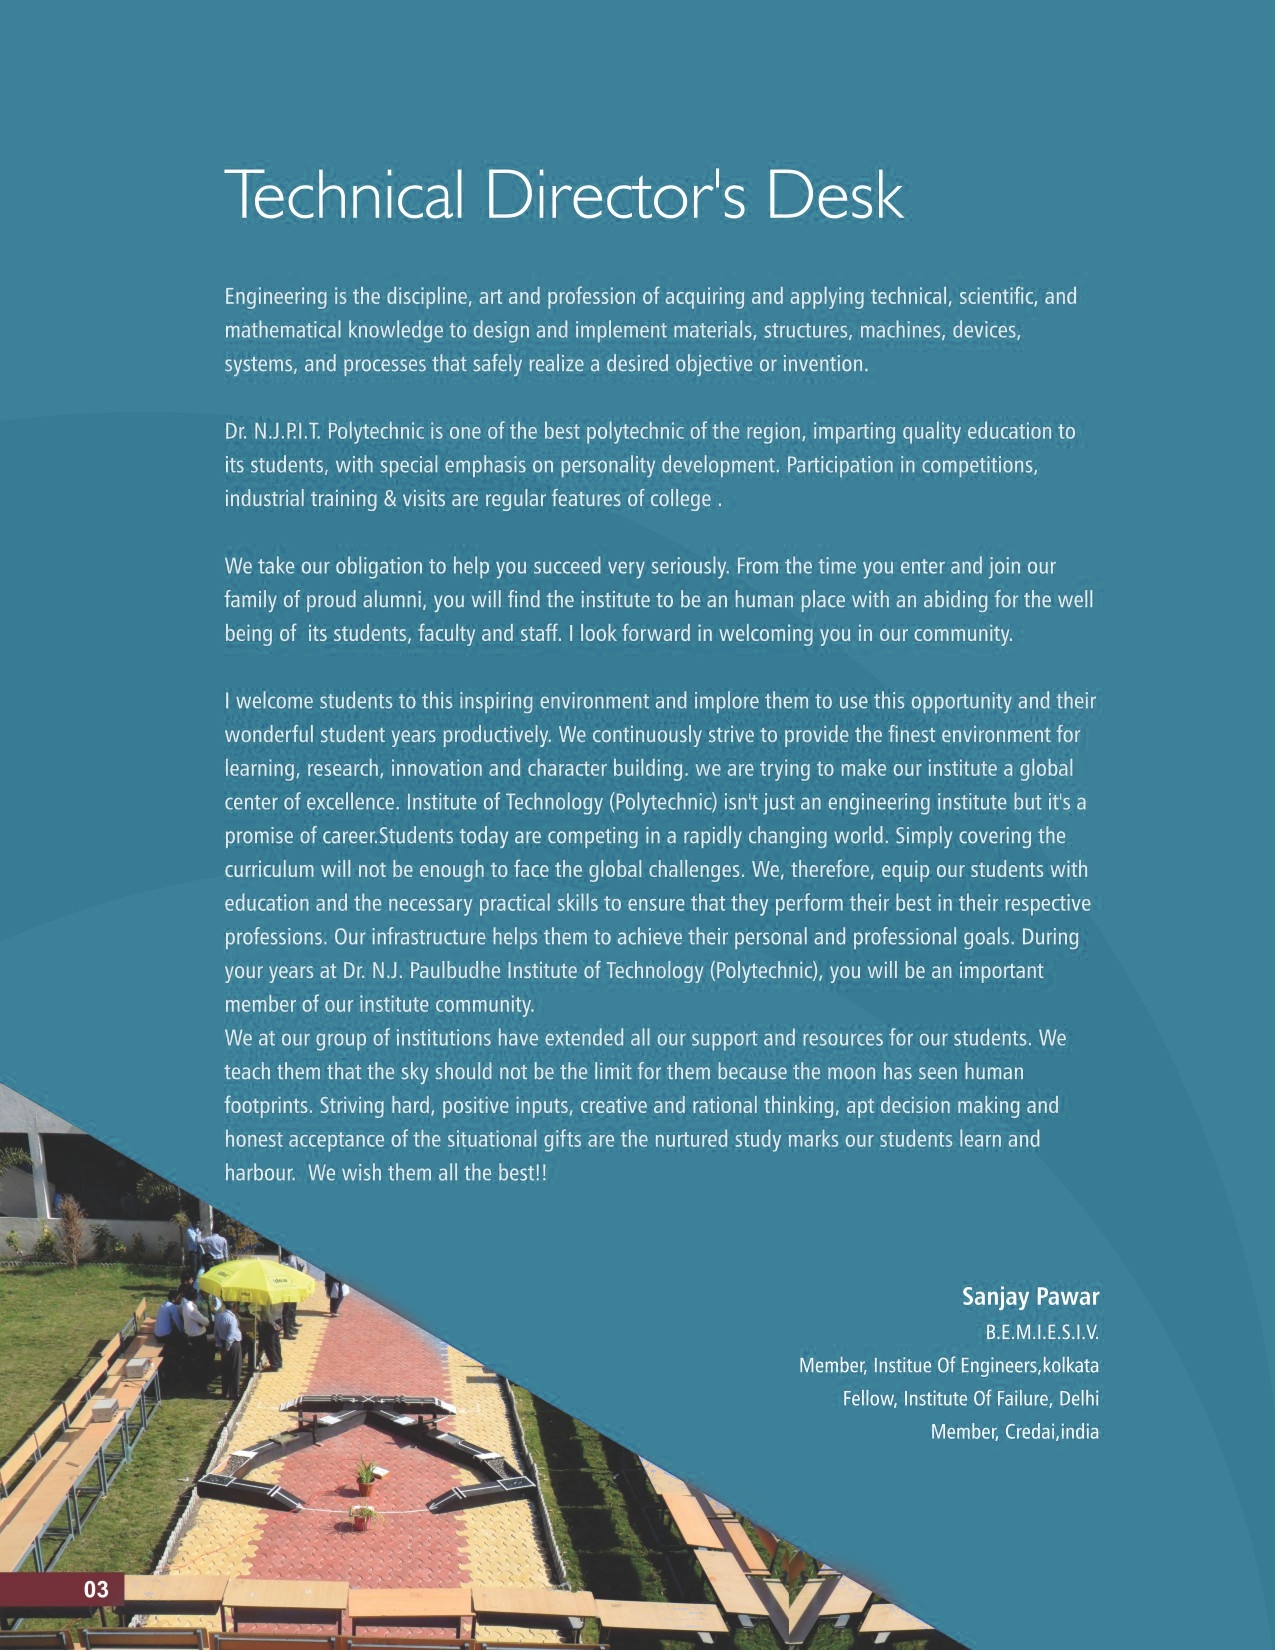 Technical Director's Desk
Engineering is the discipline, art and profession of acquiring and applying technical, scientific, and
mathematical knowledge to design and implement materials, structures, machines, devices,
systems, and processes that safely realize a desired objective or invention.
Dr. N.J.P.I.T. Polytechnic is one of the best polytechnic of the region, imparting quality education to
its students, with special emphasis on personality development. Participation in competitions,
industrial training & visits are regular features of college .
We take our obligation to help you succeed very seriously. From the time you enter and join our
family of proud alumni, you will find the institute to be an human place with an abiding for the well
being of  its students, faculty and staff. I look forward in welcoming you in our community.
I welcome students to this inspiring environment and implore them to use this opportunity and their
wonderful student years productively. We continuously strive to provide the finest environment for
learning, research, innovation and character building. we are trying to make our institute a global
center of excellence. Institute of Technology (Polytechnic) isn't just an engineering institute but it's a
promise of career.Students today are competing in a rapidly changing world. Simply covering the
curriculum will not be enough to face the global challenges. We, therefore, equip our students with
education and the necessary practical skills to ensure that they perform their best in their respective
professions. Our infrastructure helps them to achieve their personal and professional goals. During
your years at Dr. N.J. Paulbudhe Institute of Technology (Polytechnic), you will be an important
member of our institute community.
We at our group of institutions have extended all our support and resources for our students. We
teach them that the sky should not be the limit for them because the moon has seen human
footprints. Striving hard, positive inputs, creative and rational thinking, apt decision making and
honest acceptance of the situational gifts are the nurtured study marks our students learn and
harbour.  We wish them all the best!!
Sanjay Pawar
B.E.M.I.E.S.I.V.
Member, Institue Of Engineers,kolkata
Fellow, Institute Of Failure, Delhi
Member, Credai,india
03